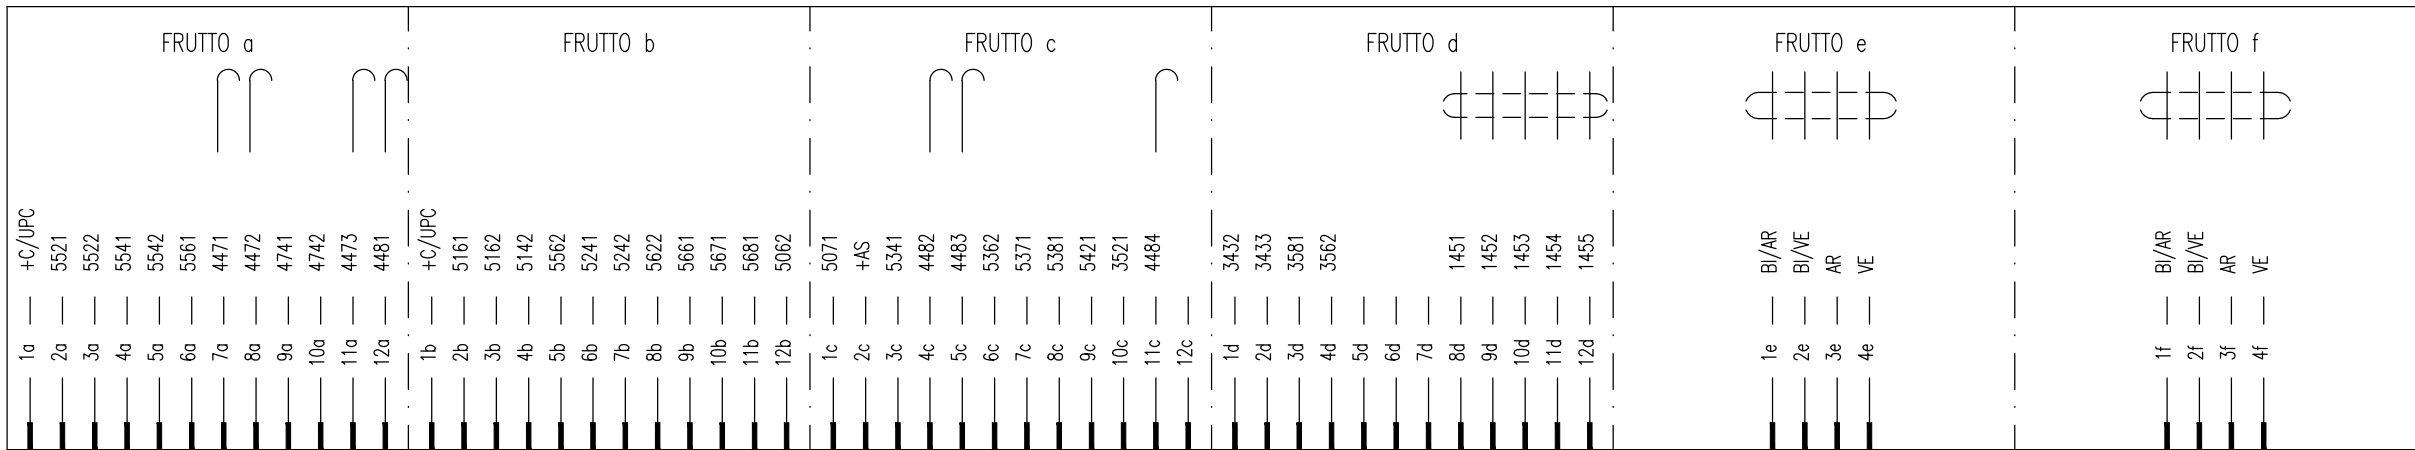 FRUTTO a
FRUTTO b
FRUTTO c
FRUTTO d
FRUTTO e
FRUTTO f
+C/UPC
5521
5522
5541
5542
5561
4471
4472
4741
4742
4473
4481
+C/UPC
5161
5162
5142
5562
5241
5242
5622
5661
5671
5681
5062
5071
+AS
5341
4482
4483
5362
5371
5381
5421
3521
4484
3432
3433
3581
3562
1451
1452
1453
1454
1455
BI/AR
BI/VE
AR
VE
BI/AR
BI/VE
AR
VE
1a
2a
3a
4a
5a
6a
7a
8a
9a
10a
11a
12a
1b
2b
3b
4b
5b
6b
7b
8b
9b
10b
11b
12b
1c
2c
3c
4c
5c
6c
7c
8c
9c
10c
11c
12c
1d
2d
3d
4d
5d
6d
7d
8d
9d
10d
11d
12d
1e
2e
3e
4e
1f
2f
3f
4f